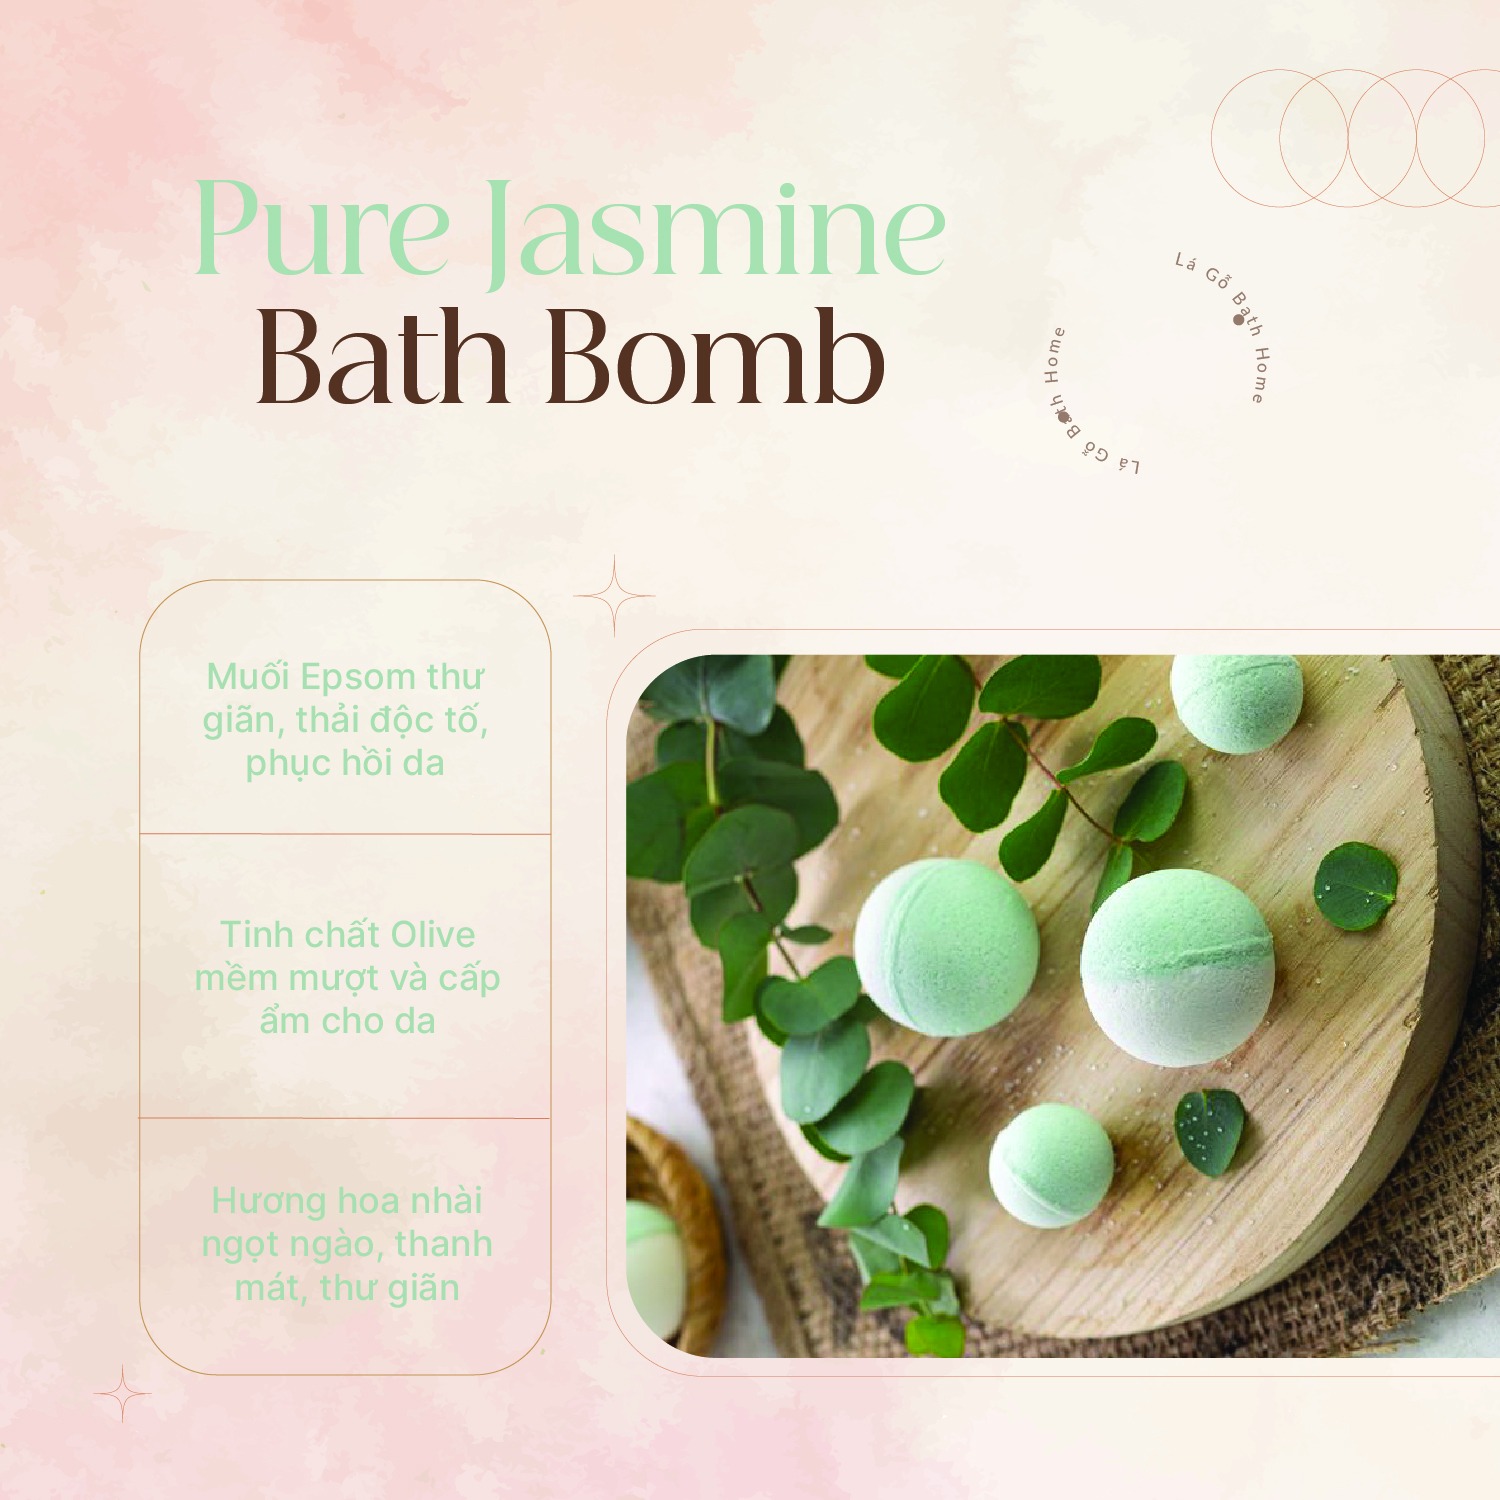 Pure Jasmine
Bath Bomb
Lá Gỗ Bath Home
Lá Gỗ Bath Home
Muối Epsom thư
giãn, thải độc tố,
phục hồi da
Tinh chất Olive
mềm mượt và cấp
ẩm cho da
Hương hoa nhài
ngọt ngào, thanh
mát, thư giãn